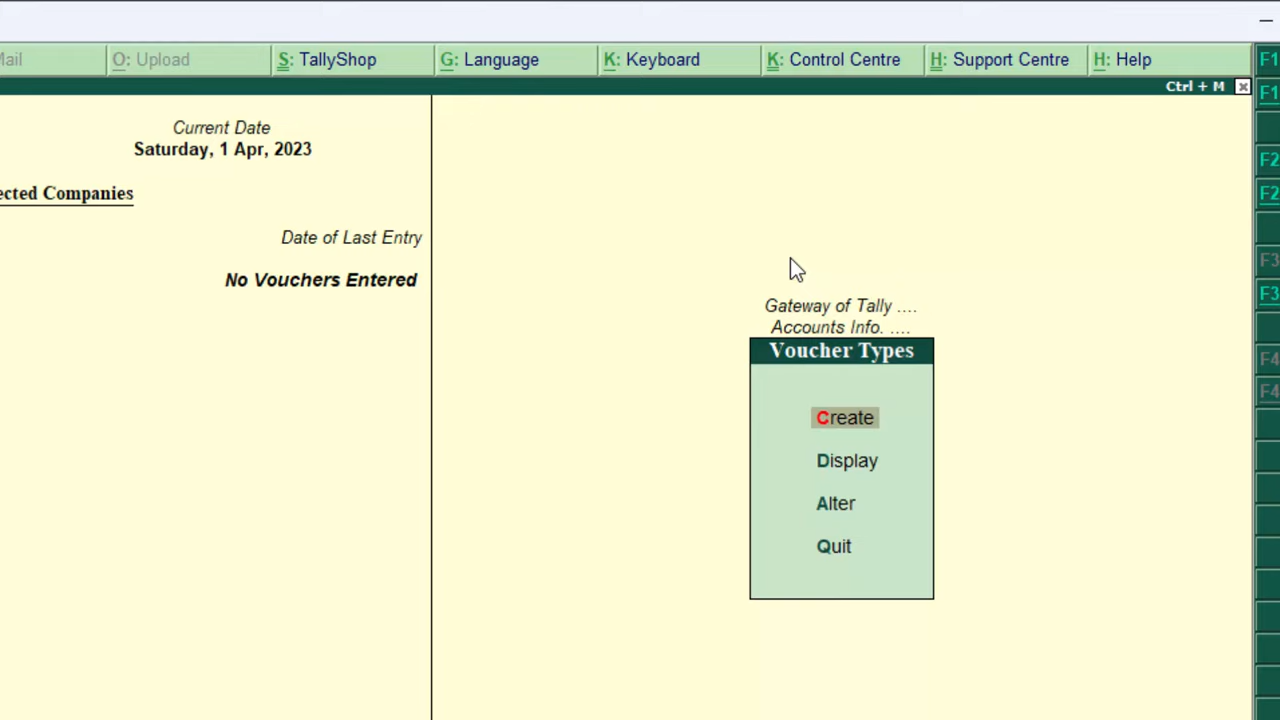 Mail O: Upload S: TallyShop G: Language K: Keyboard K: Control Centre H: Support Centre H: Help F1
Ctrl + M F1
Current Date
Saturday, 1 Apr, 2023
F2
ected Companies F2
Date of Last Entry
F3
No Vouchers Entered F3
Gateway of Tally ....
Accounts Info. ....
Voucher Types F4
F4
Create
Display
Alter
Quit